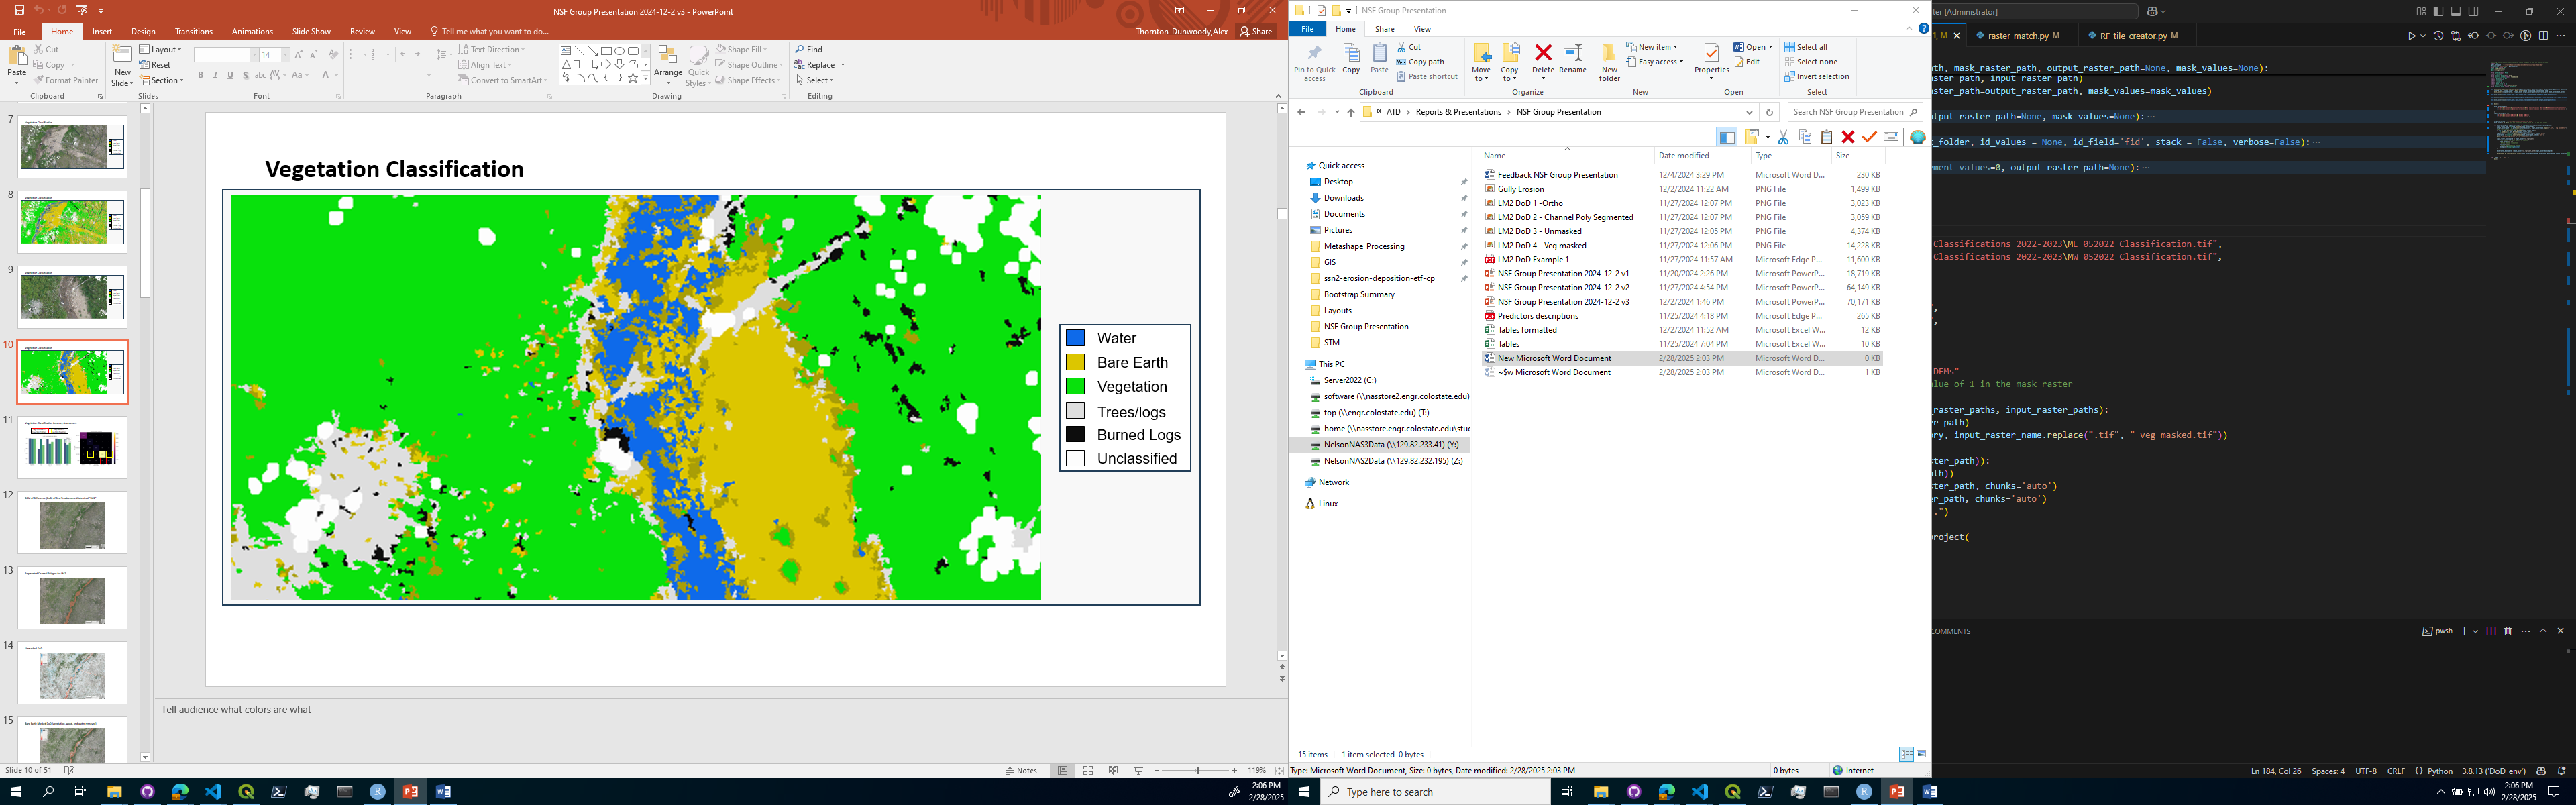 NSF Group Presentation 2024-12-2 v3 - PowerPoint
File Home Insert Design Transitions Animations Slide Show Review View Tell me what you want to do... Thornton-Dunwoody,Alex Share
Paste Cut Copy Format Painter Clipboard
New Slide Layout Reset Section Slides
14 Font
Text Direction Align Text Convert to SmartArt Paragraph
Arrange Quick Styles Shape Fill Shape Outline Shape Effects Drawing
Find Replace Select Editing
7
8
9
10
11
12
13
14
15
Vegetation Classification
Water
Bare Earth
Vegetation
Trees/logs
Burned Logs
Unclassified
Tell audience what colors are what
Slide 10 of 51 Notes 119%
2:06 PM
2/28/2025
NSF Group Presentation
File Home Share View
Pin to Quick access Copy Paste Cut Copy path Paste shortcut Clipboard
Move to Copy to Delete Rename Organize
New folder New item Easy access New
Properties Open Edit Open
Select all Select none Invert selection Select
ATD Reports & Presentations NSF Group Presentation Search NSF Group Presentation
Name Date modified Type Size
Quick access
Desktop
Downloads
Documents
Pictures
Metashape_Processing
GIS
ssn2-erosion-deposition-etf-cp
Bootstrap Summary
Layouts
NSF Group Presentation
STM
This PC
Server2022 (C:)
software (\\nasstore2.engr.colostate.edu)
top (\\engr.colostate.edu) (T:)
home (\\nasstore.engr.colostate.edu\stuc
NelsonNAS3Data (\\129.82.233.41) (Y:)
NelsonNAS2Data (\\129.82.232.195) (Z:)
Network
Linux
Feedback NSF Group Presentation 12/4/2024 3:29 PM Microsoft Word D... 230 KB
Gully Erosion 12/2/2024 11:22 AM PNG File 1,499 KB
LM2 DoD 1 -Ortho 11/27/2024 12:07 PM PNG File 3,023 KB
LM2 DoD 2 - Channel Poly Segmented 11/27/2024 12:07 PM PNG File 3,059 KB
LM2 DoD 3 - Unmasked 11/27/2024 12:05 PM PNG File 4,374 KB
LM2 DoD 4 - Veg masked 11/27/2024 12:06 PM PNG File 14,228 KB
LM2 DoD Example 1 11/27/2024 11:57 AM Microsoft Edge P... 11,600 KB
NSF Group Presentation 2024-12-2 v1 11/20/2024 2:26 PM Microsoft PowerP... 18,719 KB
NSF Group Presentation 2024-12-2 v2 11/27/2024 4:54 PM Microsoft PowerP... 64,149 KB
NSF Group Presentation 2024-12-2 v3 12/2/2024 1:46 PM Microsoft PowerP... 70,171 KB
Predictors descriptions 11/25/2024 4:18 PM Microsoft Edge P... 265 KB
Tables formatted 12/2/2024 11:52 AM Microsoft Excel W... 12 KB
Tables 11/25/2024 7:04 PM Microsoft Excel W... 10 KB
New Microsoft Word Document 2/28/2025 2:03 PM Microsoft Word D... 0 KB
~$w Microsoft Word Document 2/28/2025 2:03 PM Microsoft Word D... 1 KB
15 items 1 item selected 0 bytes
Type: Microsoft Word Document, Size: 0 bytes, Date modified: 2/28/2025 2:03 PM 0 bytes Internet
Type here to search
ter [Administrator]
1, M raster_match.py M RF_tile_creator.py M
th, mask_raster_path, output_raster_path=None, mask_values=None):
ster_path, input_raster_path)
raster_path=output_raster_path, mask_values=mask_values)
utput_raster_path=None, mask_values=None):
t_folder, id_values = None, id_field='fid', stack = False, verbose=False):
ement_values=0, output_raster_path=None):
Classifications 2022-2023\ME 052022 Classification.tif",
Classifications 2022-2023\MW 052022 Classification.tif",
DEMs"
alue of 1 in the mask raster
raster_paths, input_raster_paths):
r_path)
ory, input_raster_name.replace(".tif", " veg masked.tif"))
ster_path)):
ath))
ster_path, chunks='auto')
er_path, chunks='auto')
.")
project(
COMMENTS
pwsh
Ln 184, Col 26 Spaces: 4 UTF-8 CRLF Python 3.8.13 ('DoD_env')
2:06 PM
2/28/2025